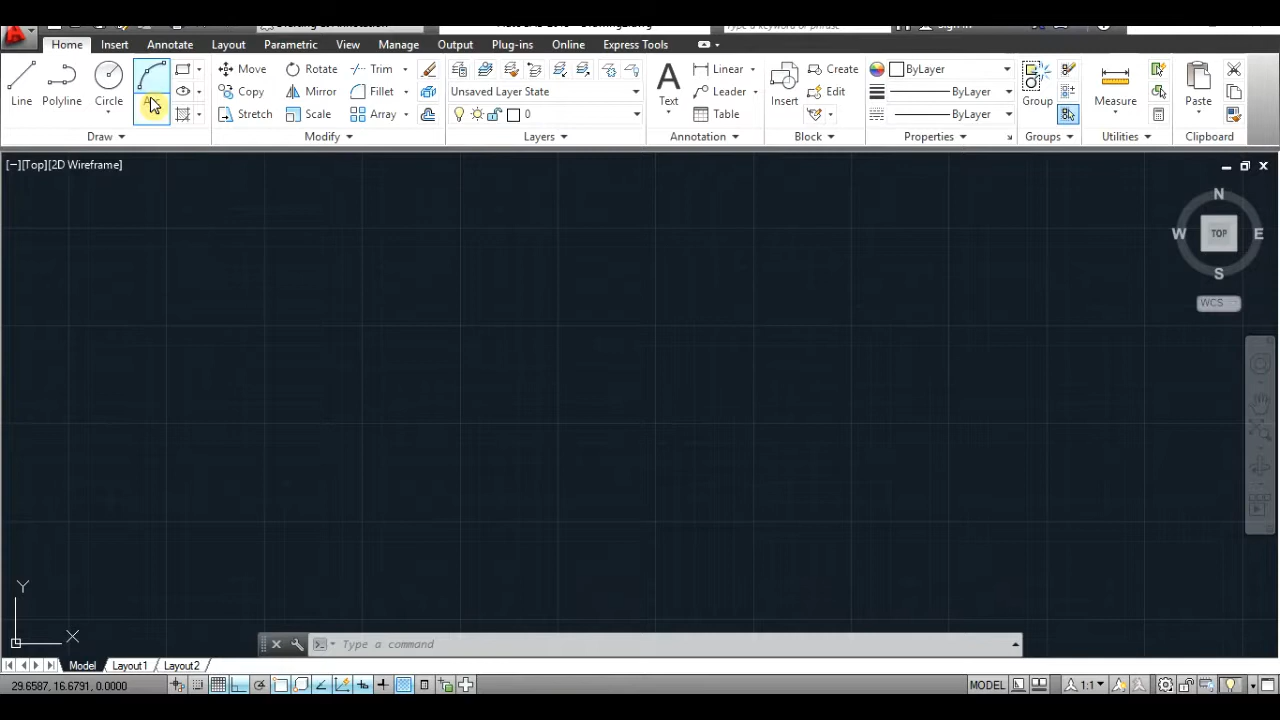 Home Insert Annotate Layout Parametric View Manage Output Plug-ins Online Express Tools
Move Rotate Trim Linear Create ByLayer
Line Polyline Circle Copy Mirror Fillet Unsaved Layer State Text Leader Insert Edit ByLayer Group Measure Paste
Stretch Scale Array 0 Table ByLayer
Draw Modify Layers Annotation Block Properties Groups Utilities Clipboard
[−][Top][2D Wireframe]
N
W TOP E
S
WCS
Y
X
Type a command
Model Layout1 Layout2
29.6587, 16.6791, 0.0000 MODEL 1:1